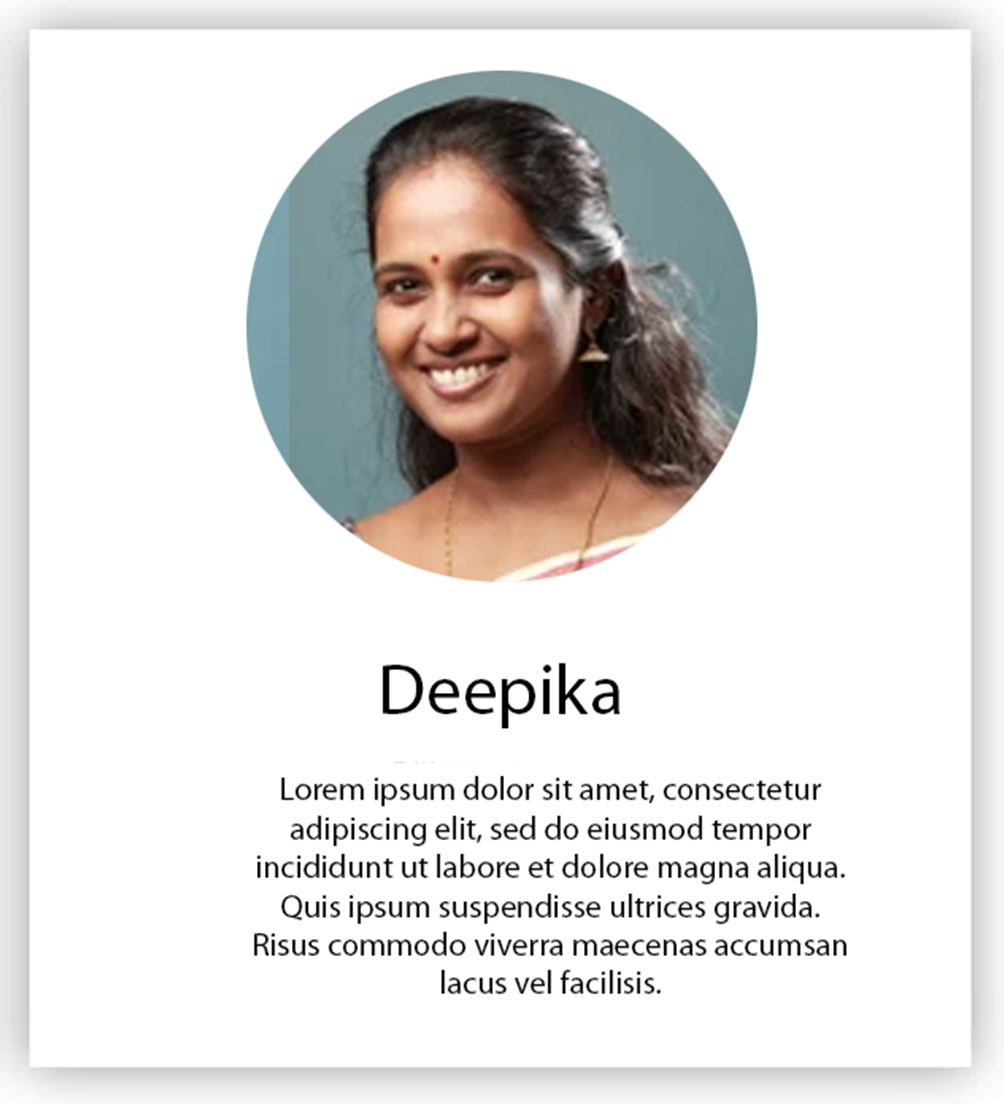 Deepika
Lorem ipsum dolor sit amet, consectetur
adipiscing elit, sed do eiusmod tempor
incididunt ut labore et dolore magna aliqua.
Quis ipsum suspendisse ultrices gravida.
Risus commodo viverra maecenas accumsan
lacus vel facilisis.